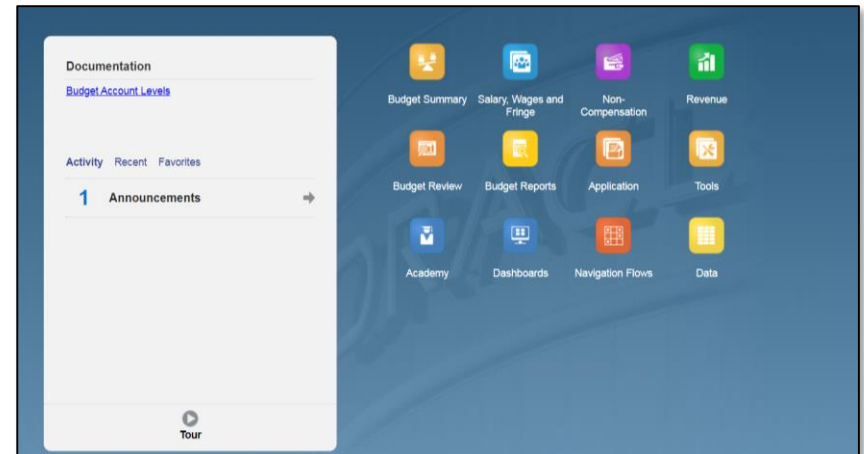 Documentation
Budget Account Levels
Activity Recent Favorites
1 Announcements
Tour
Budget Summary
Salary, Wages and
Fringe
Non-
Compensation
Revenue
Budget Review
Budget Reports
Application
Tools
Academy
Dashboards
Navigation Flows
Data
ORACL